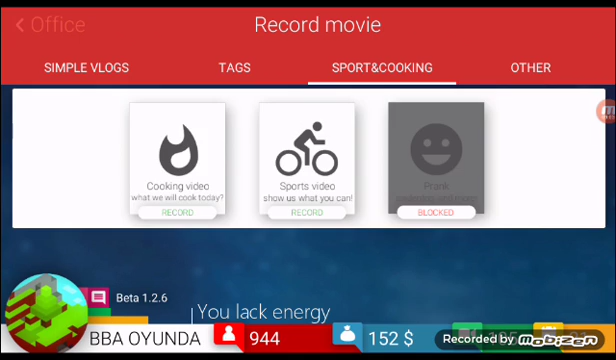 Office
Record movie
SIMPLE VLOGS
TAGS
SPORT&COOKING
OTHER
Cooking video
what we will cook today?
RECORD
Sports video
show us what you can!
RECORD
Prank
BLOCKED
Beta 1.2.6
You lack energy
BBA OYUNDA
944
152 $
Recorded by MOBIZEN